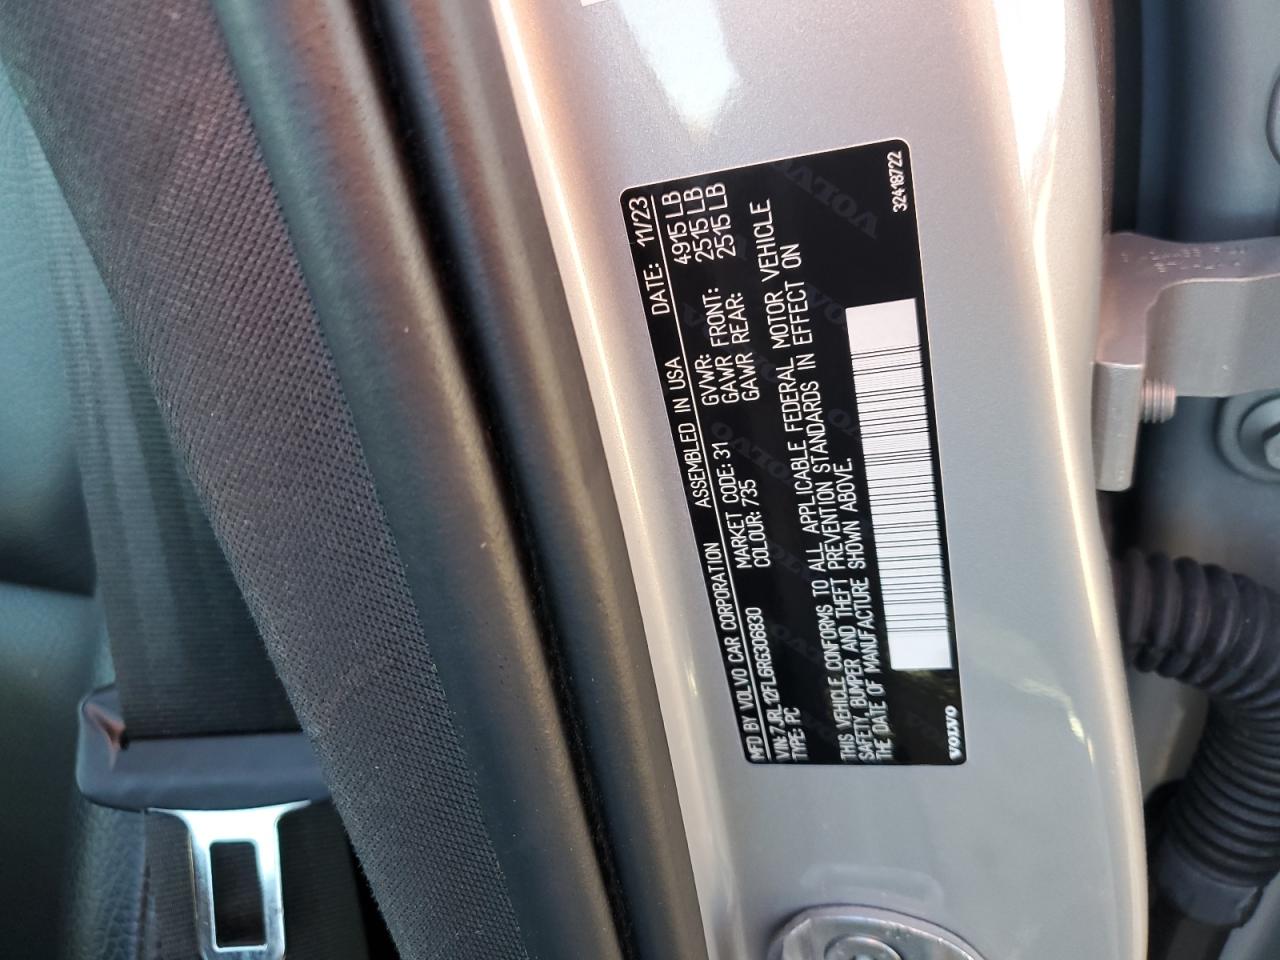 MFD BY VOLVO CAR CORPORATION ASSEMBLED IN USA DATE: 11/23
VIN: 7JRL12FL6RG306830 MARKET CODE: 31 GVWR: 4915 LB
TYPE: PC COLOUR: 735 GAWR FRONT: 2515 LB
GAWR REAR: 2515 LB
THIS VEHICLE CONFORMS TO ALL APPLICABLE FEDERAL MOTOR VEHICLE
SAFETY, BUMPER AND THEFT PREVENTION STANDARDS IN EFFECT ON
THE DATE OF MANUFACTURE SHOWN ABOVE.
VOLVO
32418722